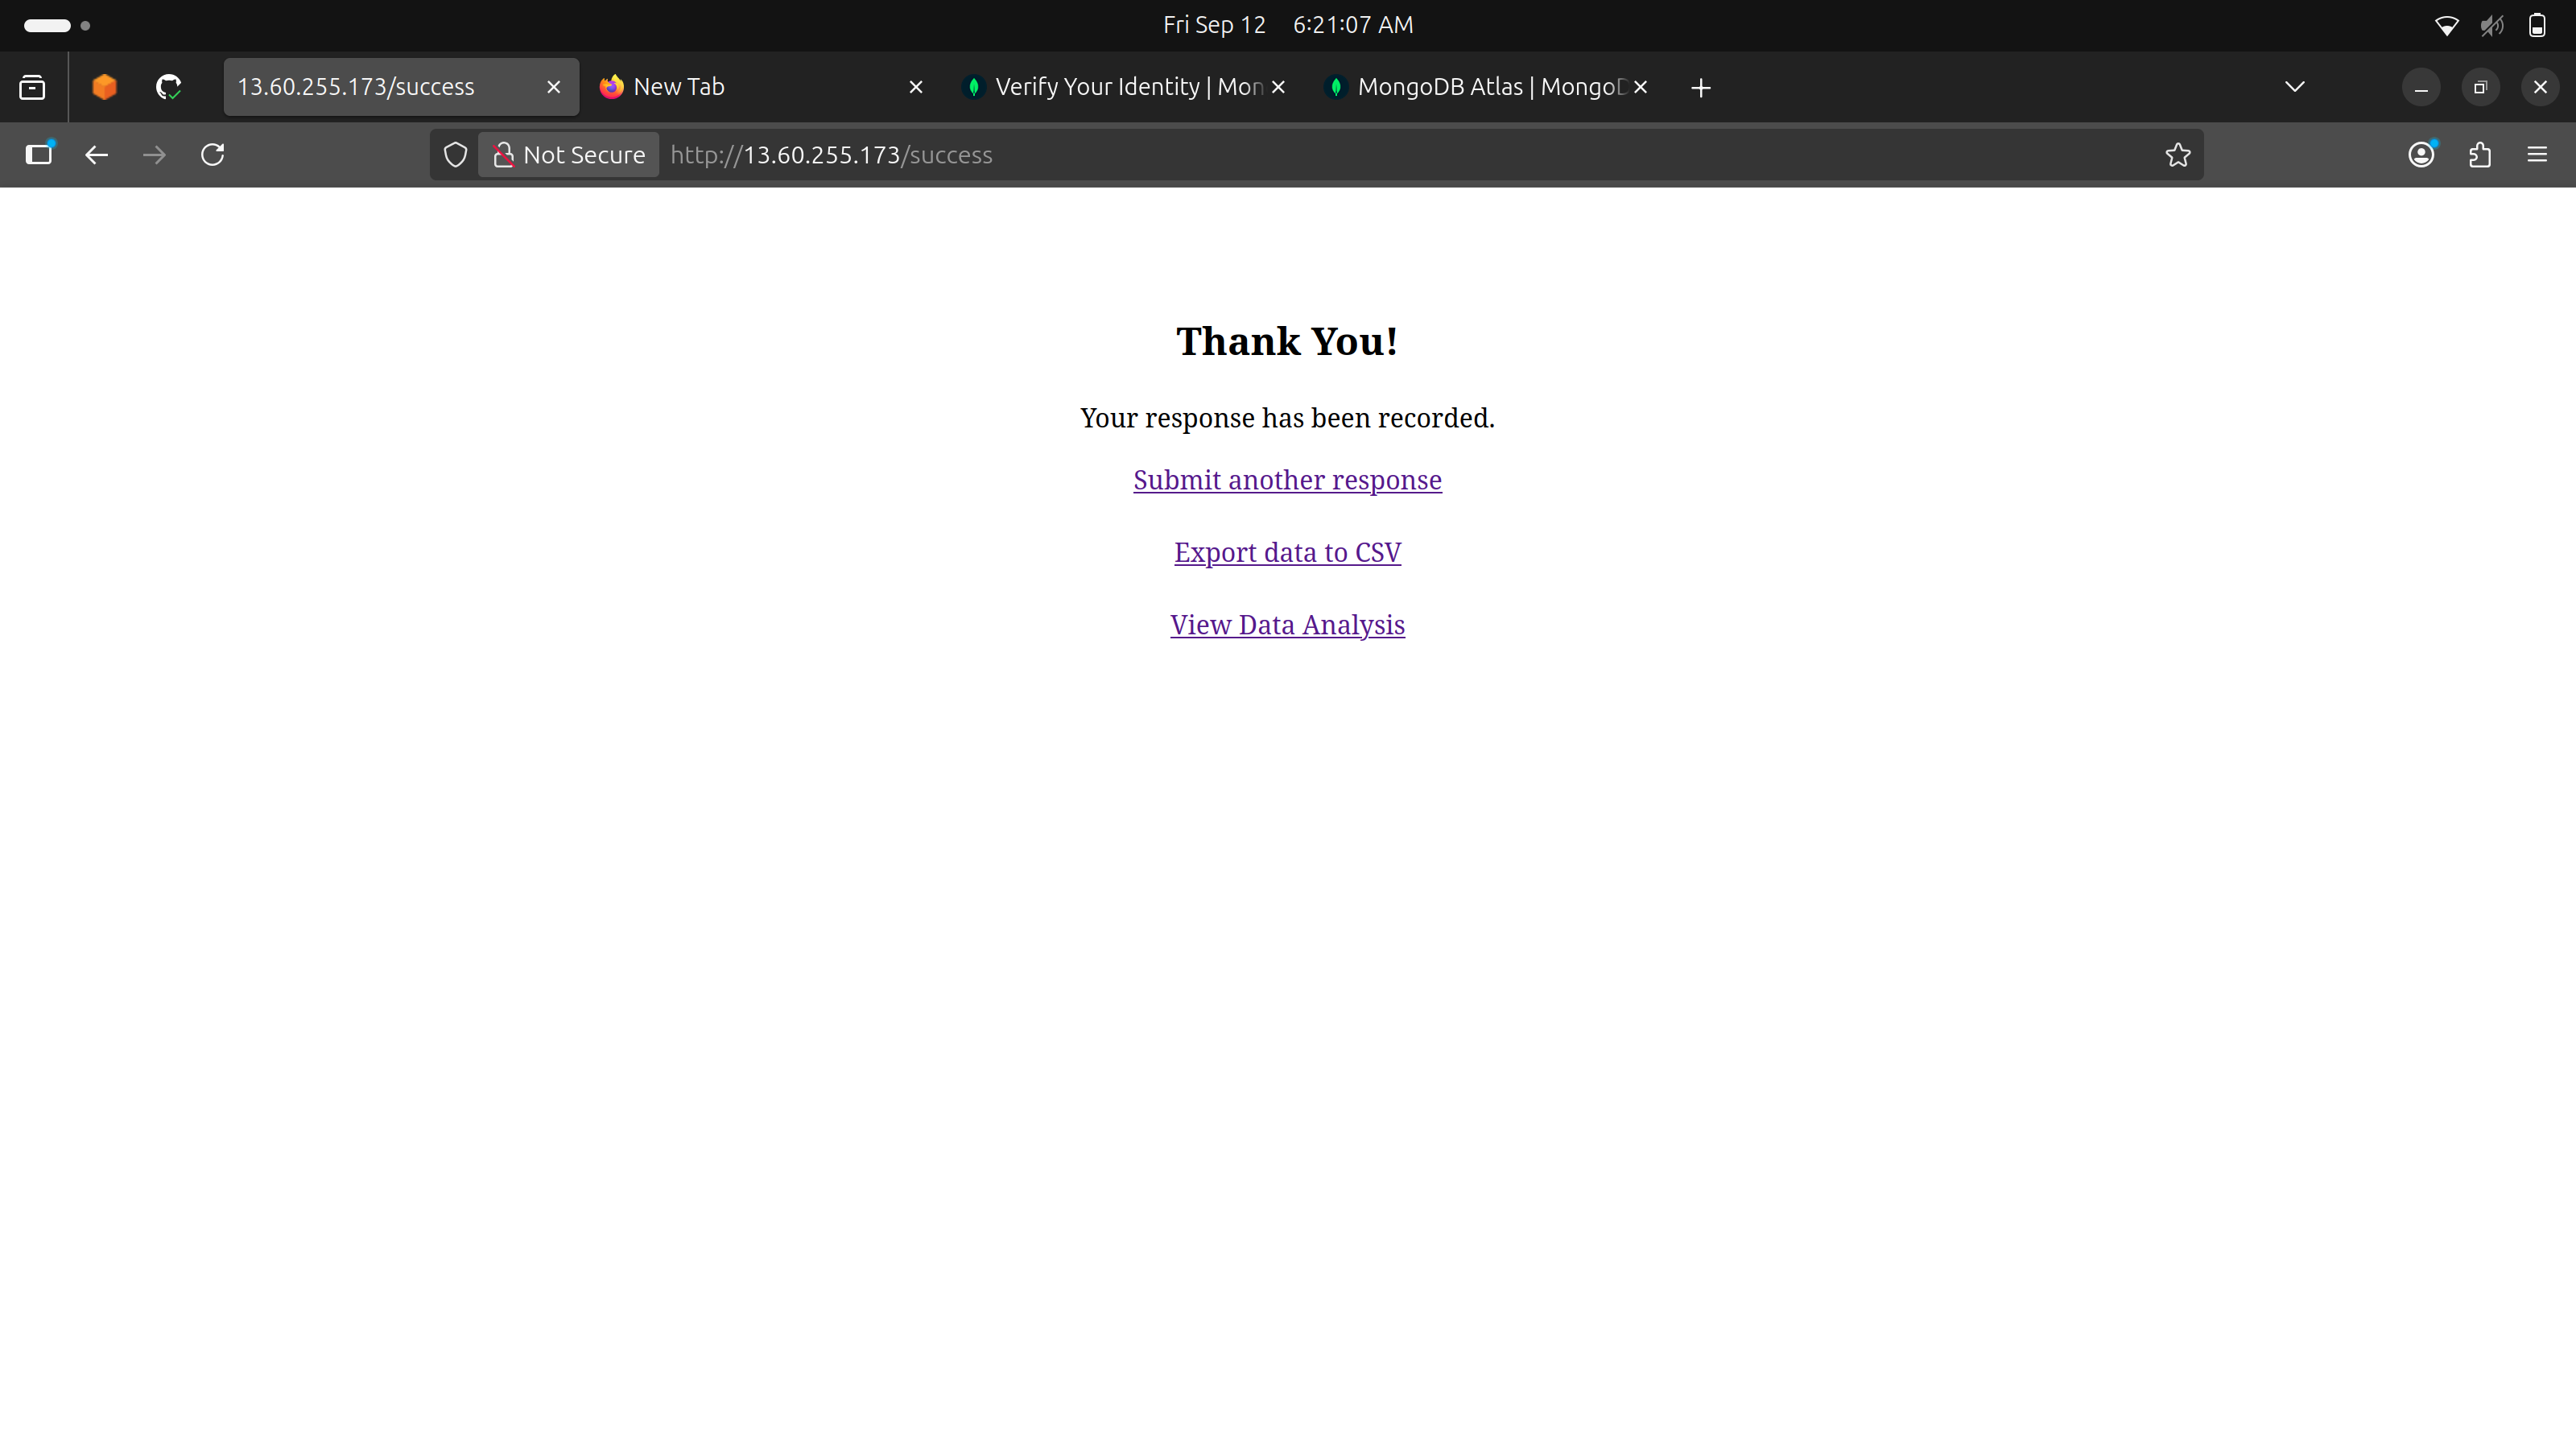 Fri Sep 12 6:21:07 AM
13.60.255.173/success
New Tab
Verify Your Identity | Mon
MongoDB Atlas | MongoD
Not Secure
http://13.60.255.173/success
Thank You!
Your response has been recorded.
Submit another response
Export data to CSV
View Data Analysis